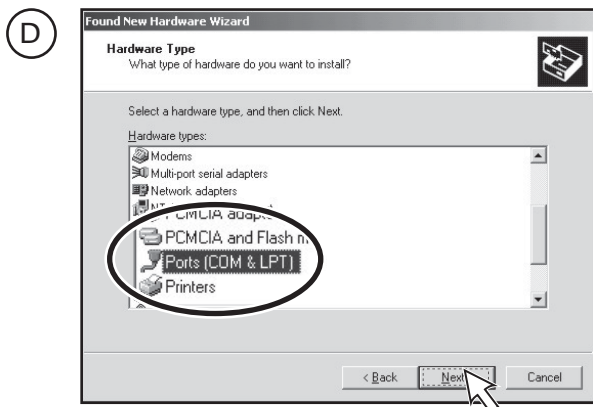 D
Found New Hardware Wizard
Hardware Type
What type of hardware do you want to install?
Select a hardware type, and then click Next.
Hardware types:
Modems
Multi-port serial adapters
Network adapters
PCMCIA
PCMCIA and Flash
Ports (COM & LPT)
Printers
< Back
Next
Cancel